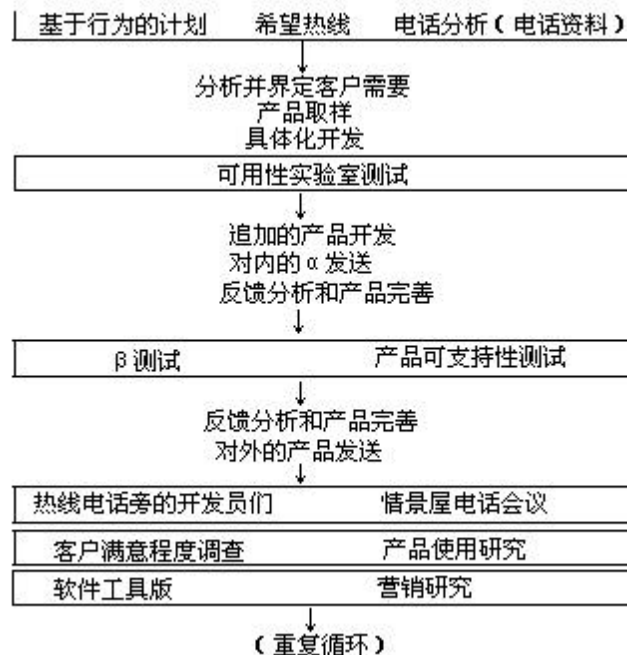 基于行为的计划 希望热线 电话分析(电话资料)
分析并界定客户需要
产品取样
具体化开发
可用性实验室测试
追加的产品开发
对内的α发送
反馈分析和产品完善
β测试 产品可支持性测试
反馈分析和产品完善
对外的产品发送
热线电话旁的开发员们 情景屋电话会议
客户满意程度调查 产品使用研究
软件工具版 营销研究
(重复循环)